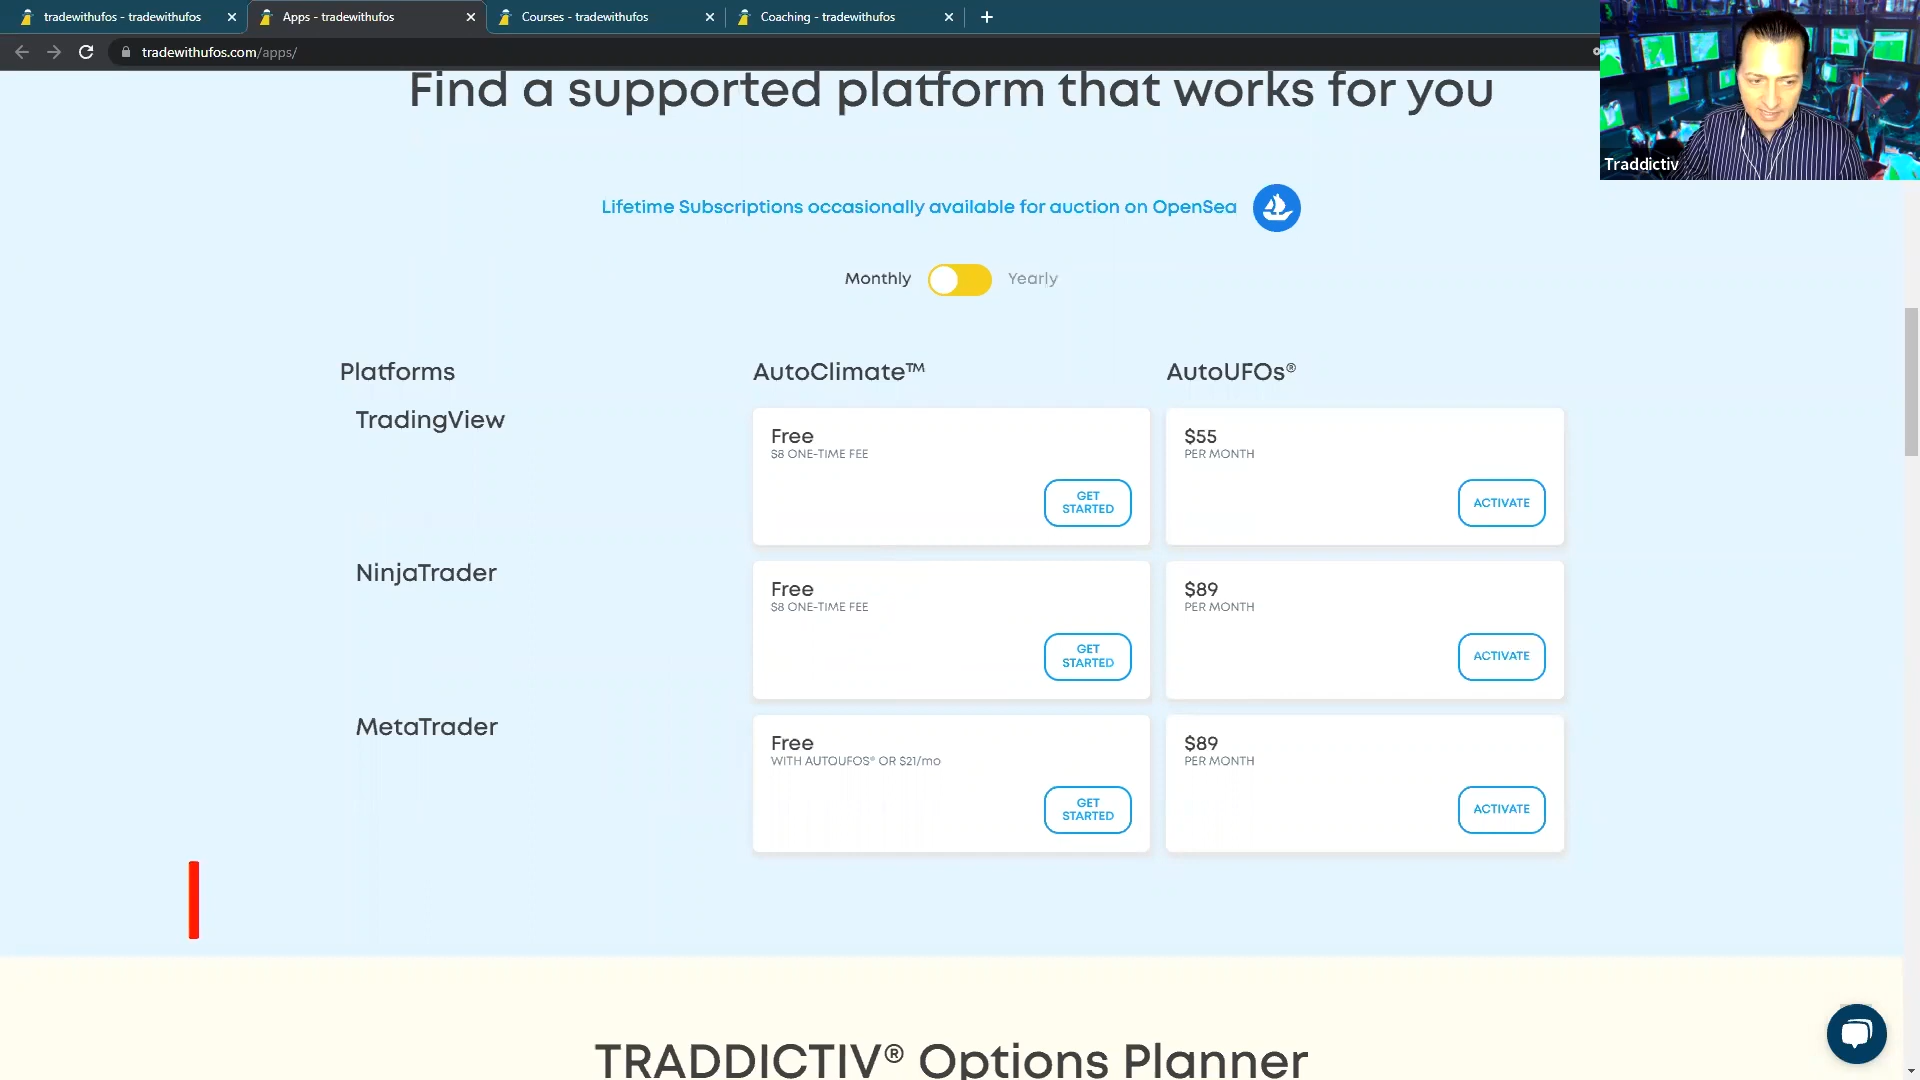 tradewithufos - tradewithufos
Apps - tradewithufos
Courses - tradewithufos
Coaching - tradewithufos
tradewithufos.com/apps/
Traddictiv
Find a supported platform that works for you
Lifetime Subscriptions occasionally available for auction on OpenSea
Monthly
Yearly
Platforms
AutoClimate™
AutoUFOs®
TradingView
Free
$8 ONE-TIME FEE
GET
STARTED
$55
PER MONTH
ACTIVATE
NinjaTrader
Free
$8 ONE-TIME FEE
GET
STARTED
$89
PER MONTH
ACTIVATE
MetaTrader
Free
WITH AUTOUFOS® OR $21/mo
GET
STARTED
$89
PER MONTH
ACTIVATE
TRADDICTIV® Options Planner